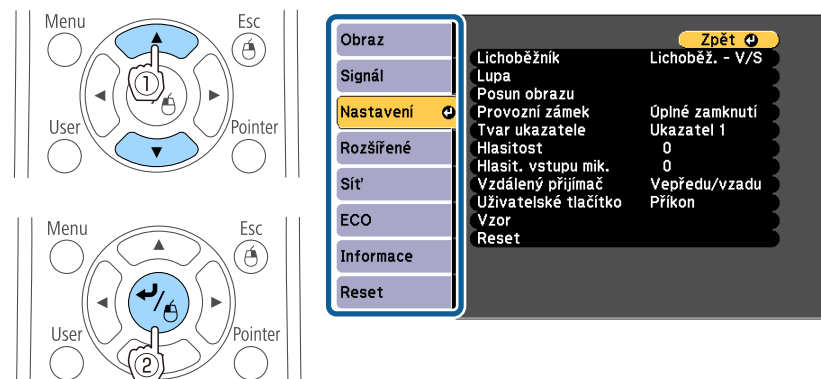 Menu
Esc
1
User
Pointer
Menu
Esc
User
Pointer
2
Obraz
Signál
Nastavení
Rozšířené
Síť
ECO
Informace
Reset
Zpět
Lichoběžník Lichoběž. - V/S
Lupa
Posun obrazu
Provozní zámek Úplné zamknutí
Tvar ukazatele Ukazatel 1
Hlasitost 0
Hlasit. vstupu mik. 0
Vzdálený přijímač Vepředu/vzadu
Uživatelské tlačítko Příkon
Vzor
Reset